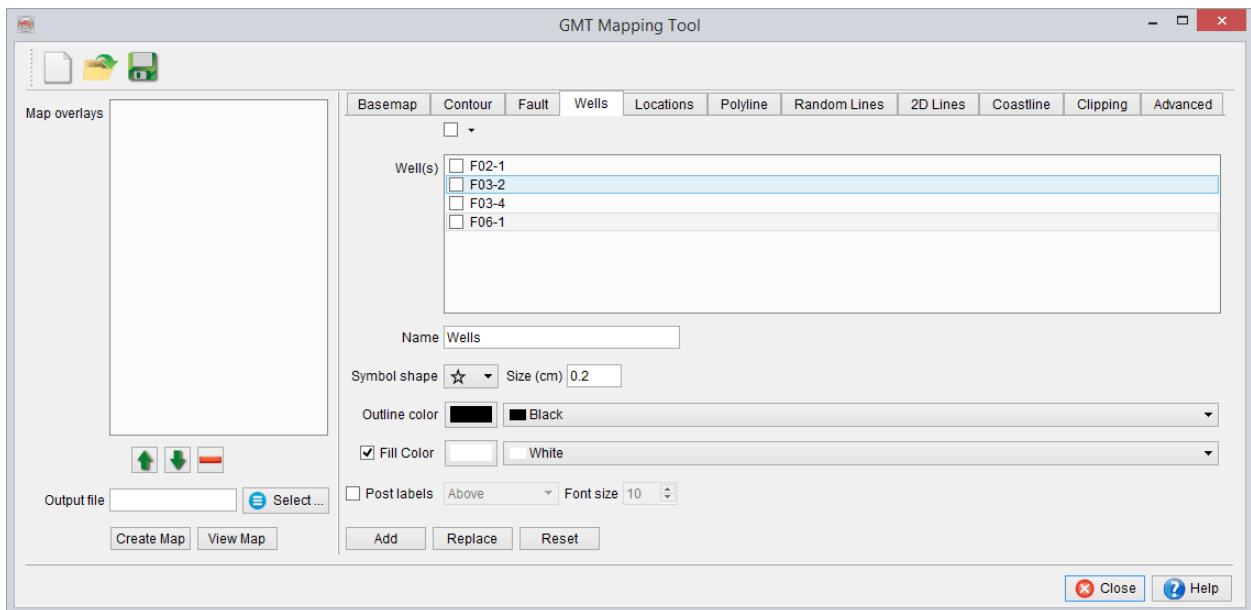 GMT Mapping Tool
Map overlays
Basemap Contour Fault Wells Locations Polyline Random Lines 2D Lines Coastline Clipping Advanced
Well(s)
F02-1
F03-2
F03-4
F06-1
Name Wells
Symbol shape Size (cm) 0.2
Outline color Black
Fill Color White
Output file Select ...
Post labels Above Font size 10
Create Map View Map
Add Replace Reset
Close Help